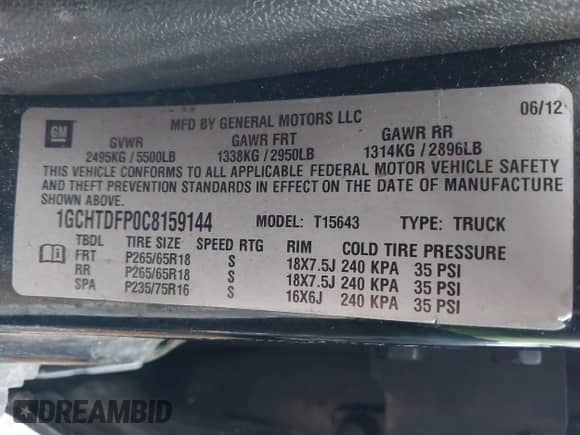 GM
MFD BY GENERAL MOTORS LLC
06/12
GVWR GAWR FRT GAWR RR
2495KG / 5500LB 1338KG / 2950LB 1314KG / 2896LB
THIS VEHICLE CONFORMS TO ALL APPLICABLE FEDERAL MOTOR VEHICLE SAFETY
AND THEFT PREVENTION STANDARDS IN EFFECT ON THE DATE OF MANUFACTURE
SHOWN ABOVE.
1GCHTDFP0C8159144 MODEL: T15643 TYPE: TRUCK
TBDL TIRE SIZE SPEED RTG RIM COLD TIRE PRESSURE
FRT P265/65R18 S 18X7.5J 240 KPA 35 PSI
RR P265/65R18 S 18X7.5J 240 KPA 35 PSI
SPA P235/75R16 S 16X6J 240 KPA 35 PSI
DREAMBID